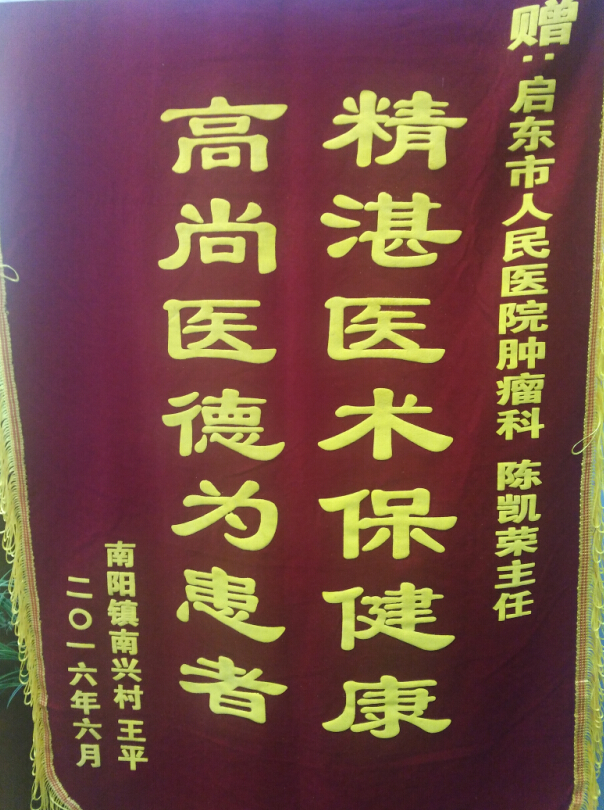 赠:启东市人民医院肿瘤科 陈凯荣主任
精湛医术保健康
高尚医德为患者
南阳镇南兴村 王平
二〇一六年六月